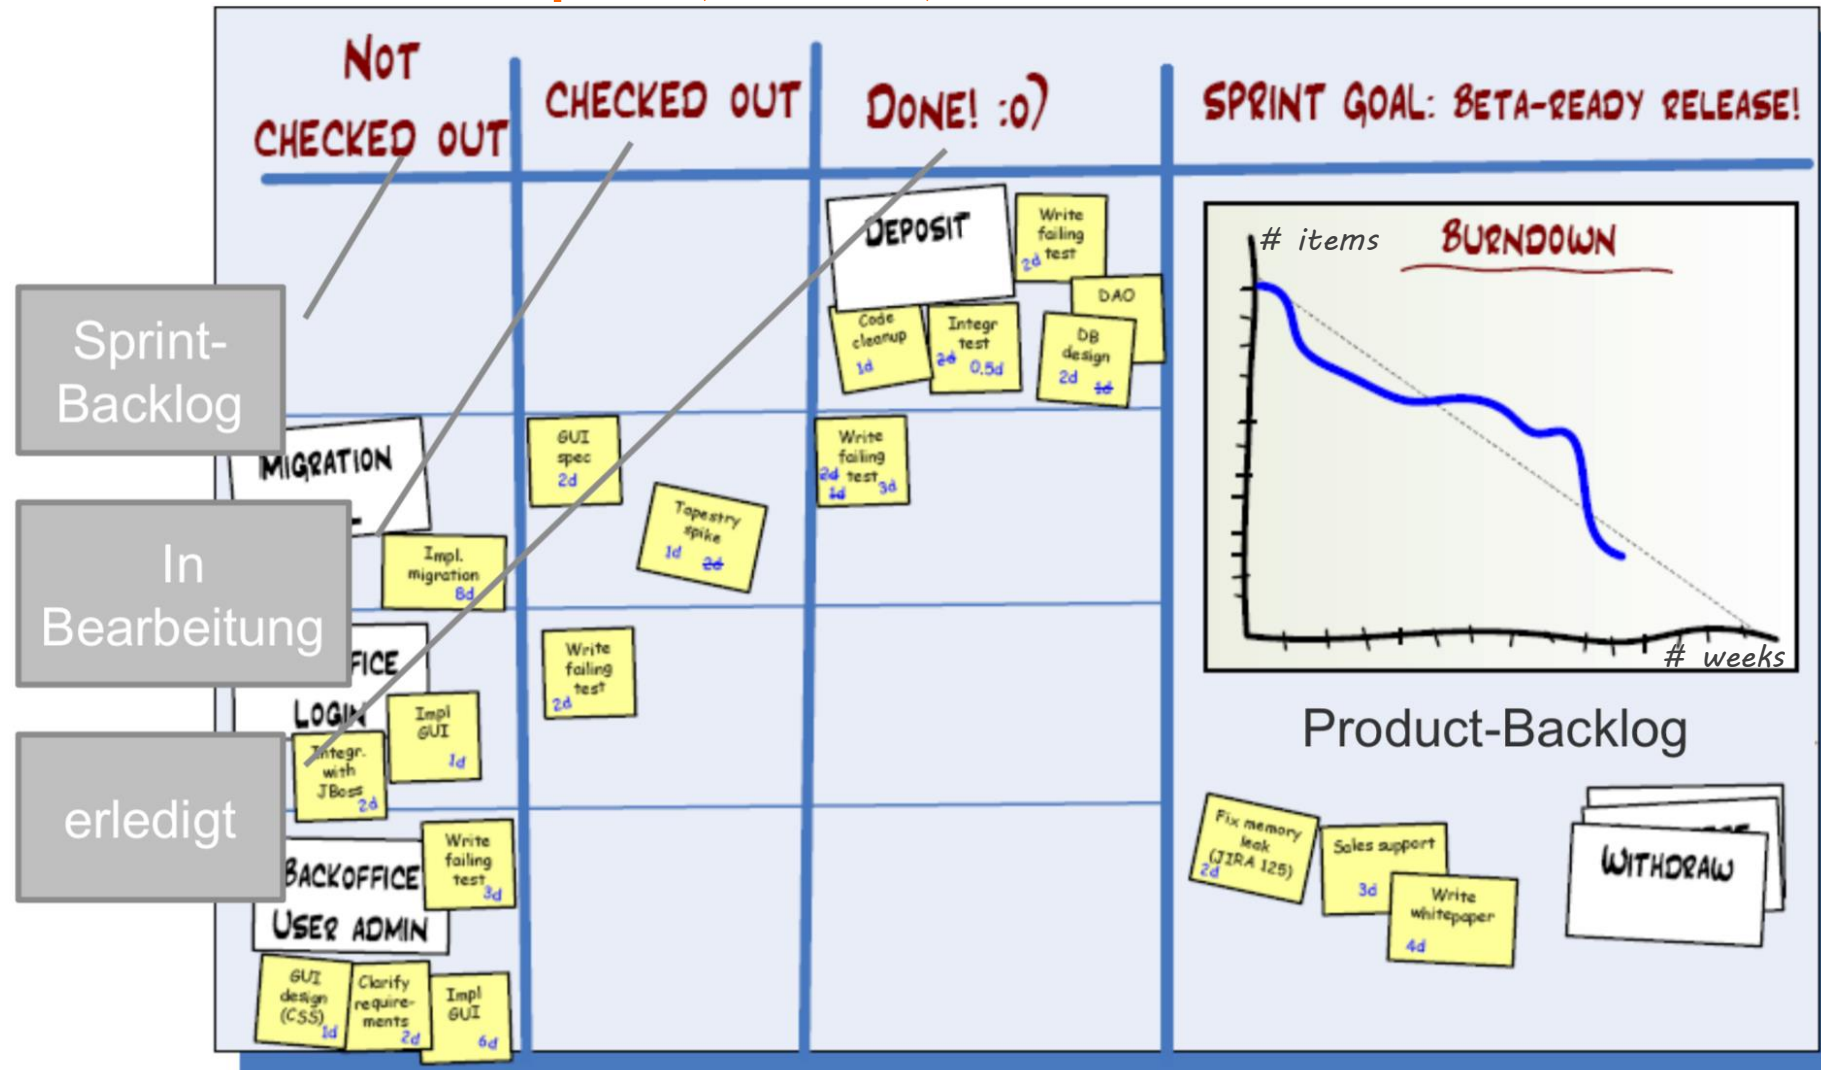 NOT
CHECKED OUT
CHECKED OUT
DONE! :o)
SPRINT GOAL: BETA-READY RELEASE!
Sprint-
Backlog
In
Bearbeitung
erledigt
DEPOSIT
Write
failing
test
2d
Code
cleanup
1d
Integr
test
2d
0.5d
DAO
DB
design
2d
1d
MIGRATION
Impl.
migration
8d
GUI
spec
2d
Tapestry
spike
1d
2d
Write
failing
test
2d
1d
3d
FICE
LOGIN
Integr.
with
JBoss
2d
Impl
GUI
1d
Write
failing
test
2d
BACKOFFICE
USER ADMIN
Write
failing
test
3d
GUI
design
(CSS)
1d
Clarify
require-
ments
2d
Impl
GUI
6d
# items
BURNDOWN
# weeks
Product-Backlog
Fix memory
leak
(JIRA 125)
2d
Sales support
3d
Write
whitepaper
4d
WITHDRAW